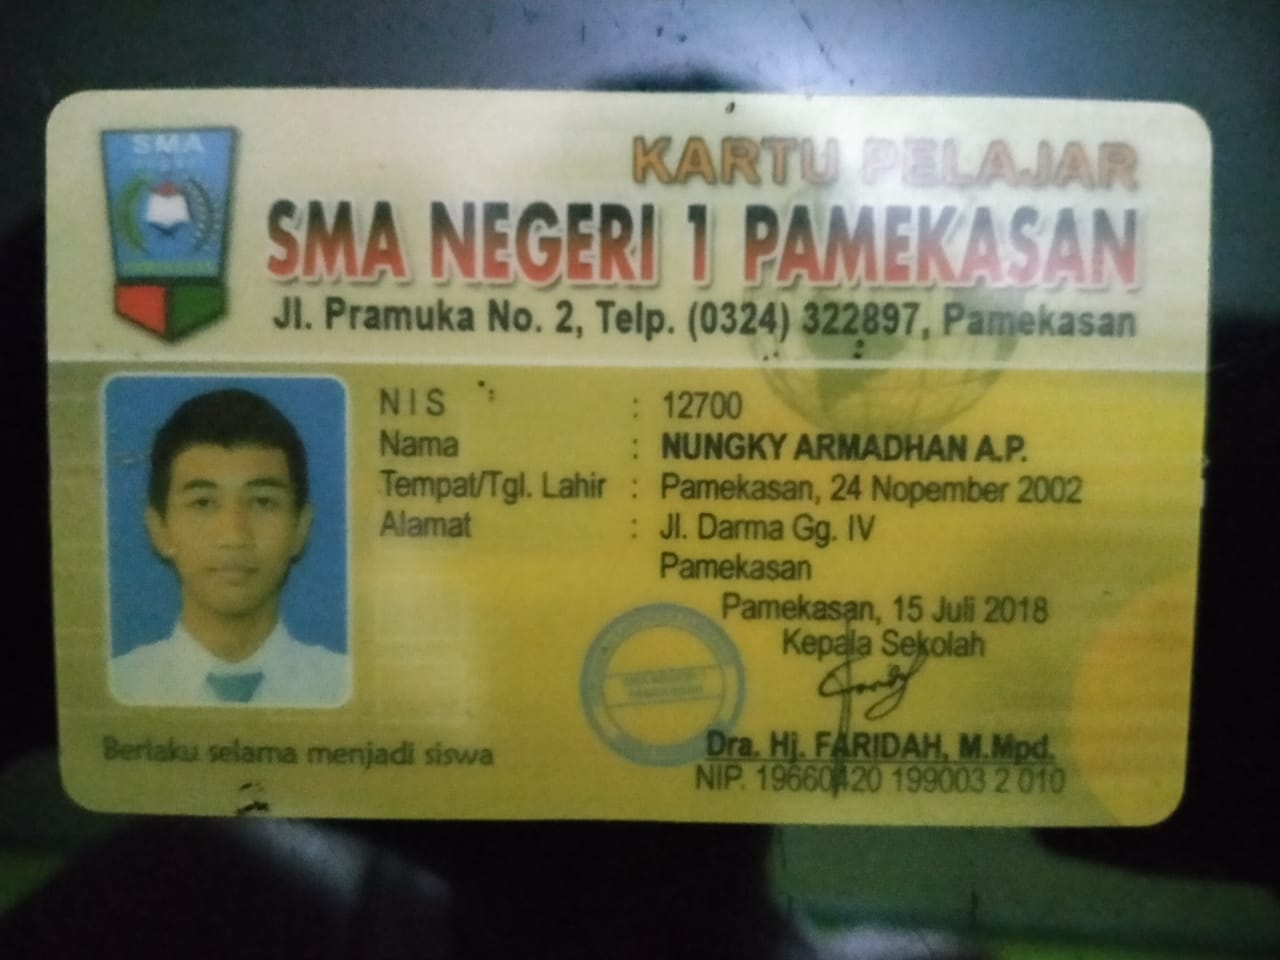 SMA
KARTU PELAJAR
SMA NEGERI 1 PAMEKASAN
Jl. Pramuka No. 2, Telp. (0324) 322897, Pamekasan
N I S : 12700
Nama : NUNGKY ARMADHAN A.P.
Tempat/Tgl. Lahir : Pamekasan, 24 Nopember 2002
Alamat : Jl. Darma Gg. IV
Pamekasan
Pamekasan, 15 Juli 2018
Kepala Sekolah
Dra. Hj. FARIDAH, M.Mpd.
NIP. 19660420 199003 2 010
Berlaku selama menjadi siswa